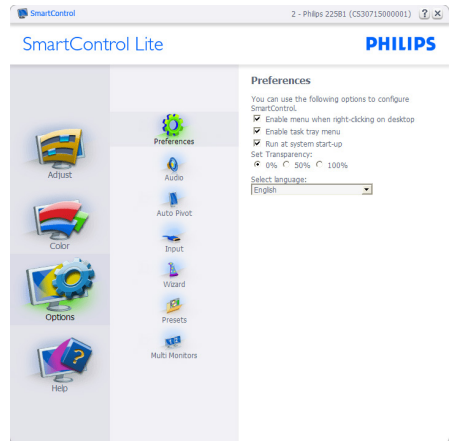 SmartControl
2 - Philips 225B1 (CS30715000001)
?
SmartControl Lite
PHILIPS
Adjust
Color
Options
?
Help
Preferences
Audio
Auto Pivot
Input
Wizard
Presets
Multi Monitors
Preferences
You can use the following options to configure
SmartControl.
Enable menu when right-clicking on desktop
Enable task tray menu
Run at system start-up
Set Transparency:
0% 50% 100%
Select language:
English